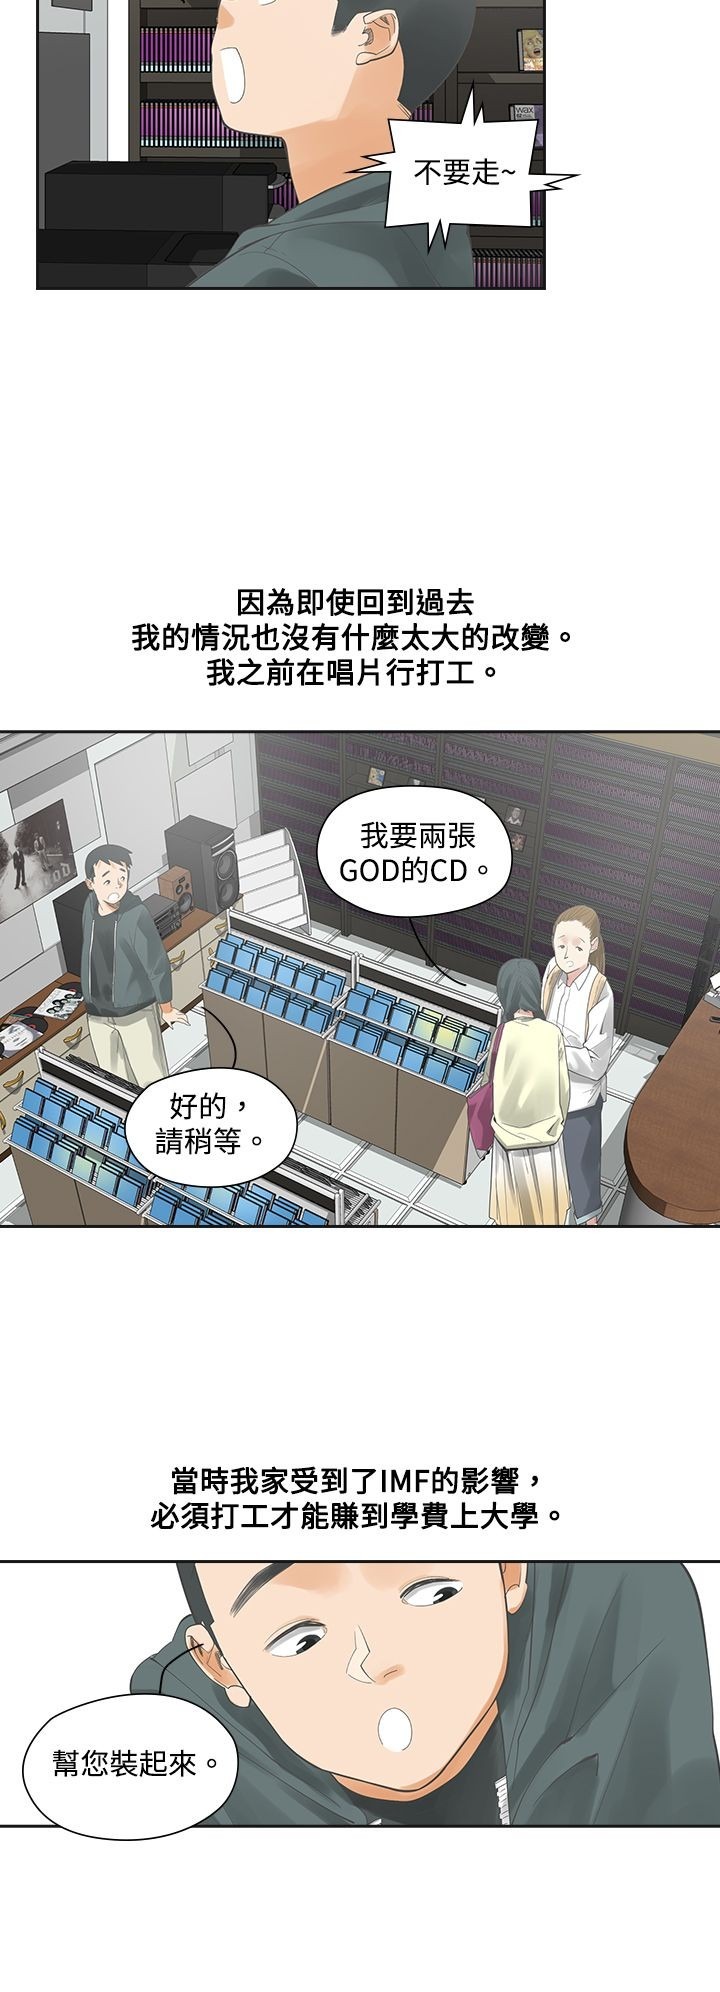 wax
不要走~
因為即使回到過去
我的情況也沒有什麼太大的改變。
我之前在唱片行打工。
我要兩張
GOD的CD。
好的，
請稍等。
當時我家受到了IMF的影響，
必須打工才能賺到學費上大學。
幫您裝起來。